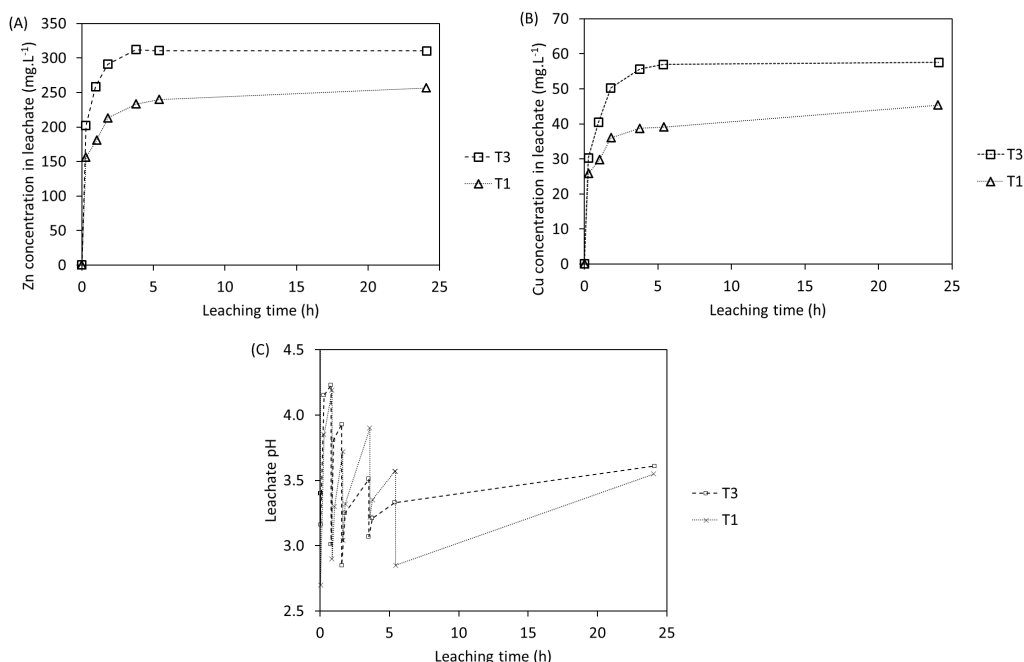 (A)
Zn concentration in leachate (mg.L⁻¹)
350
300
250
200
150
100
50
0
0 5 10 15 20 25
Leaching time (h)
T3
T1
(B)
Cu concentration in leachate (mg.L⁻¹)
70
60
50
40
30
20
10
0
0 5 10 15 20 25
Leaching time (h)
T3
T1
(C)
Leachate pH
4.5
4.0
3.5
3.0
2.5
0 5 10 15 20 25
Leaching time (h)
T3
T1